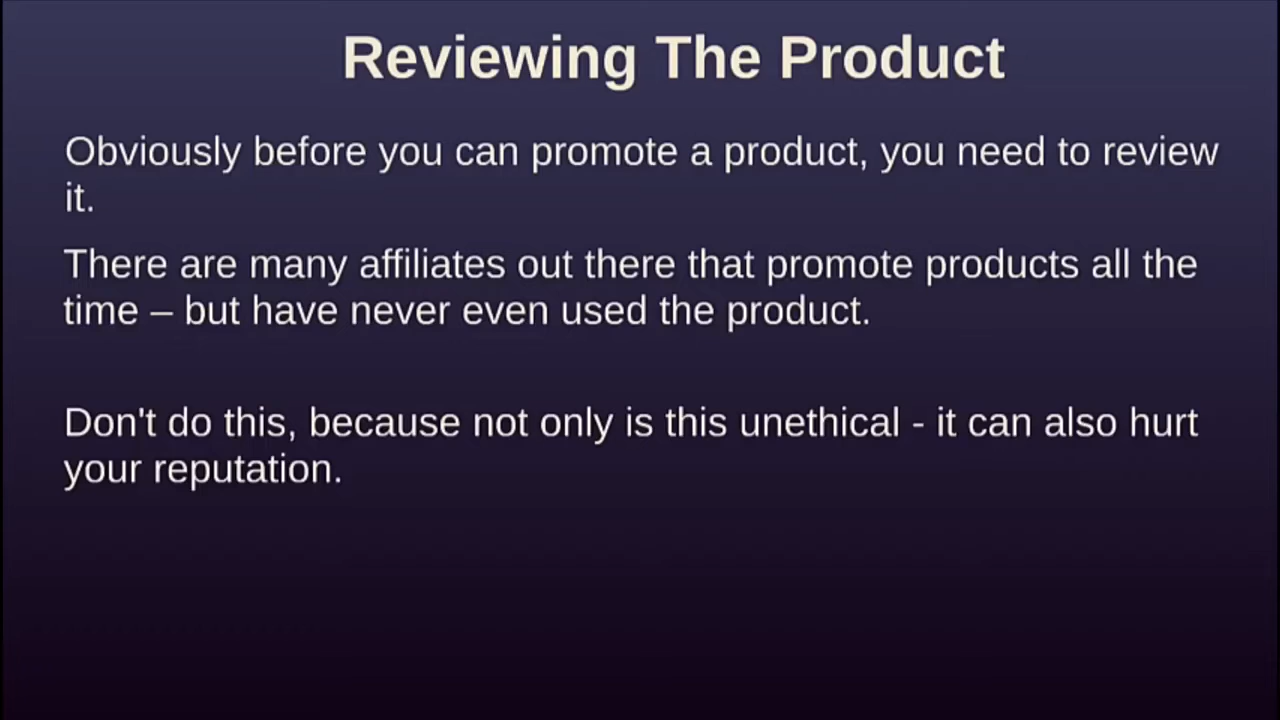 Reviewing The Product
Obviously before you can promote a product, you need to review
it.
There are many affiliates out there that promote products all the
time – but have never even used the product.
Don't do this, because not only is this unethical - it can also hurt
your reputation.